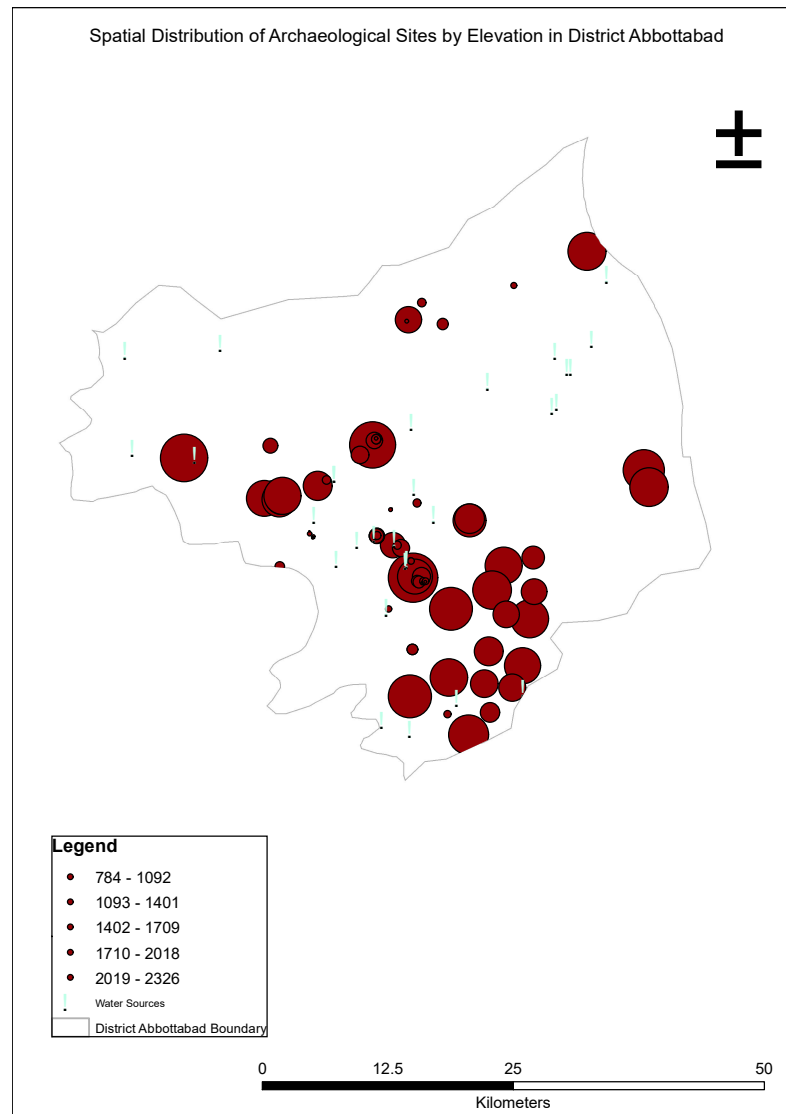 Spatial Distribution of Archaeological Sites by Elevation in District Abbottabad
Legend
784 - 1092
1093 - 1401
1402 - 1709
1710 - 2018
2019 - 2326
Water Sources
District Abbottabad Boundary
0 12.5 25 50
Kilometers